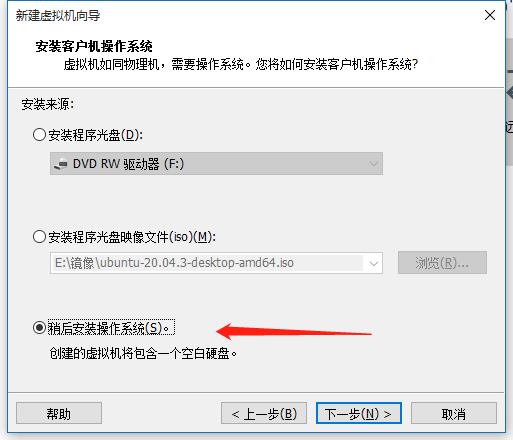 新建虚拟机向导
安装客户机操作系统
虚拟机如同物理机，需要操作系统。您将如何安装客户机操作系统?
安装来源:
安装程序光盘(D):
DVD RW 驱动器 (F:)
安装程序光盘映像文件(iso)(M):
E:\镜像\ubuntu-20.04.3-desktop-amd64.iso
浏览(R)...
稍后安装操作系统(S)。
创建的虚拟机将包含一个空白硬盘。
帮助
< 上一步(B)
下一步(N) >
取消